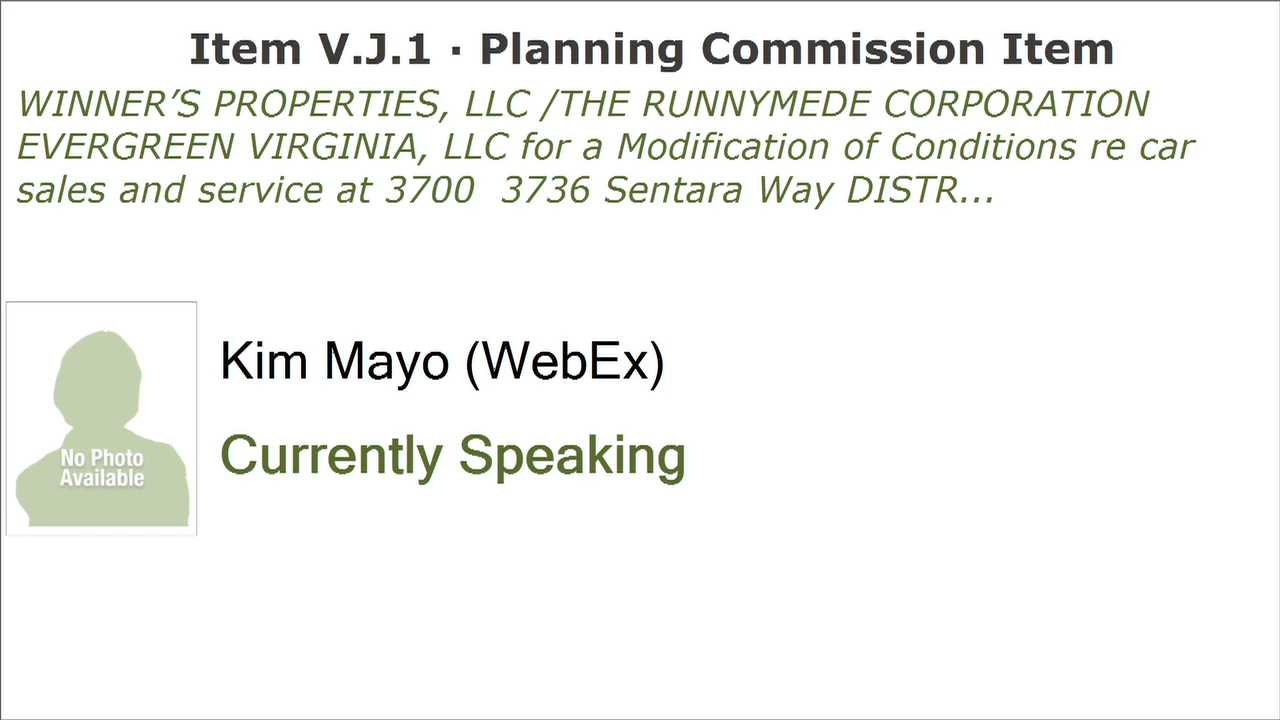 Item V.J.1 · Planning Commission Item
WINNER’S PROPERTIES, LLC /THE RUNNYMEDE CORPORATION
EVERGREEN VIRGINIA, LLC for a Modification of Conditions re car
sales and service at 3700  3736 Sentara Way DISTR...
Kim Mayo (WebEx)
Currently Speaking
No Photo
Available